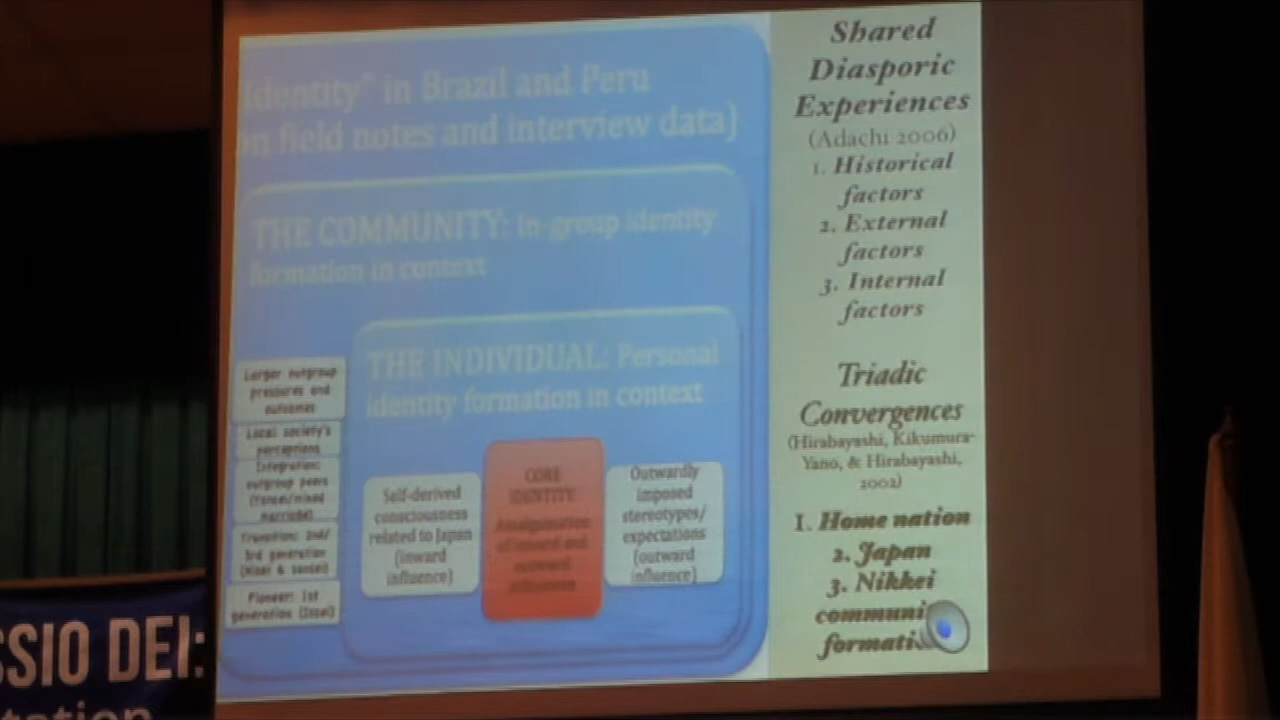 Identity" in Brazil and Peru
on field notes and interview data)
THE COMMUNITY: In-group identity
formation in context
THE INDIVIDUAL: Personal
identity formation in context
Larger outgroup
pressures and
outcomes
Local society's
perceptions
Integration:
outgroup peers
(Yonsei/mixed
marriage)
Transition: 2nd/
3rd generation
(Nisei & Sansei)
Pioneer: 1st
generation (Issei)
Self-derived
consciousness
related to Japan
(inward
influence)
CORE
IDENTITY:
Amalgamation
of inward and
outward
influences
Outwardly
imposed
stereotypes/
expectations
(outward
influence)
Shared
Diasporic
Experiences
(Adachi 2006)
1. Historical
factors
2. External
factors
3. Internal
factors
Triadic
Convergences
(Hirabayashi, Kikumura-
Yano, & Hirabayashi,
2002)
1. Home nation
2. Japan
3. Nikkei
communi
formati
SSIO DEI:
tation